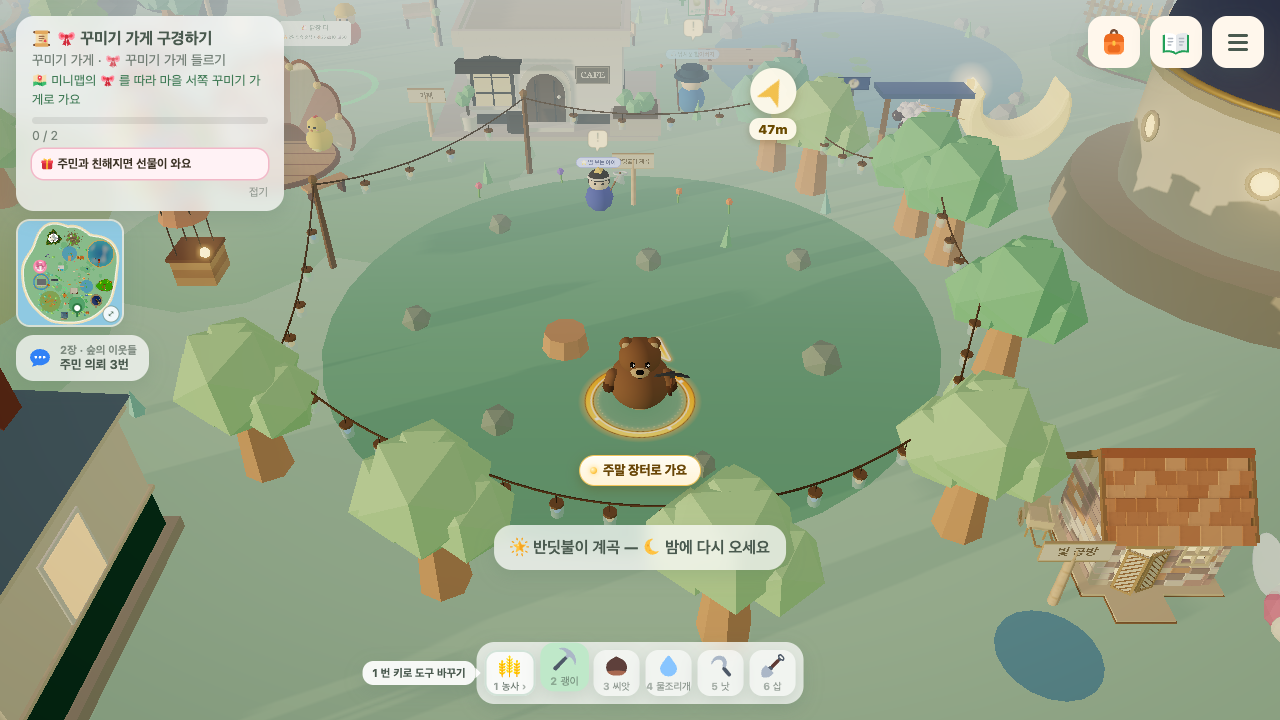 꾸미기 가게 구경하기
꾸미기 가게 · 🎀 꾸미기 가게 들르기
미니맵의 🎀 를 따라 마을 서쪽 꾸미기 가게로 가요
0 / 2
주민과 친해지면 선물이 와요
접기
2장 · 숲의 이웃들
주민 의뢰 3번
CAFE
47m
주말 장터로 가요
반딧불이 계곡 — 🌙 밤에 다시 오세요
빛 공방
1 번 키로 도구 바꾸기
1 농사 ›
2 괭이
3 씨앗
4 물조리개
5 낫
6 삽